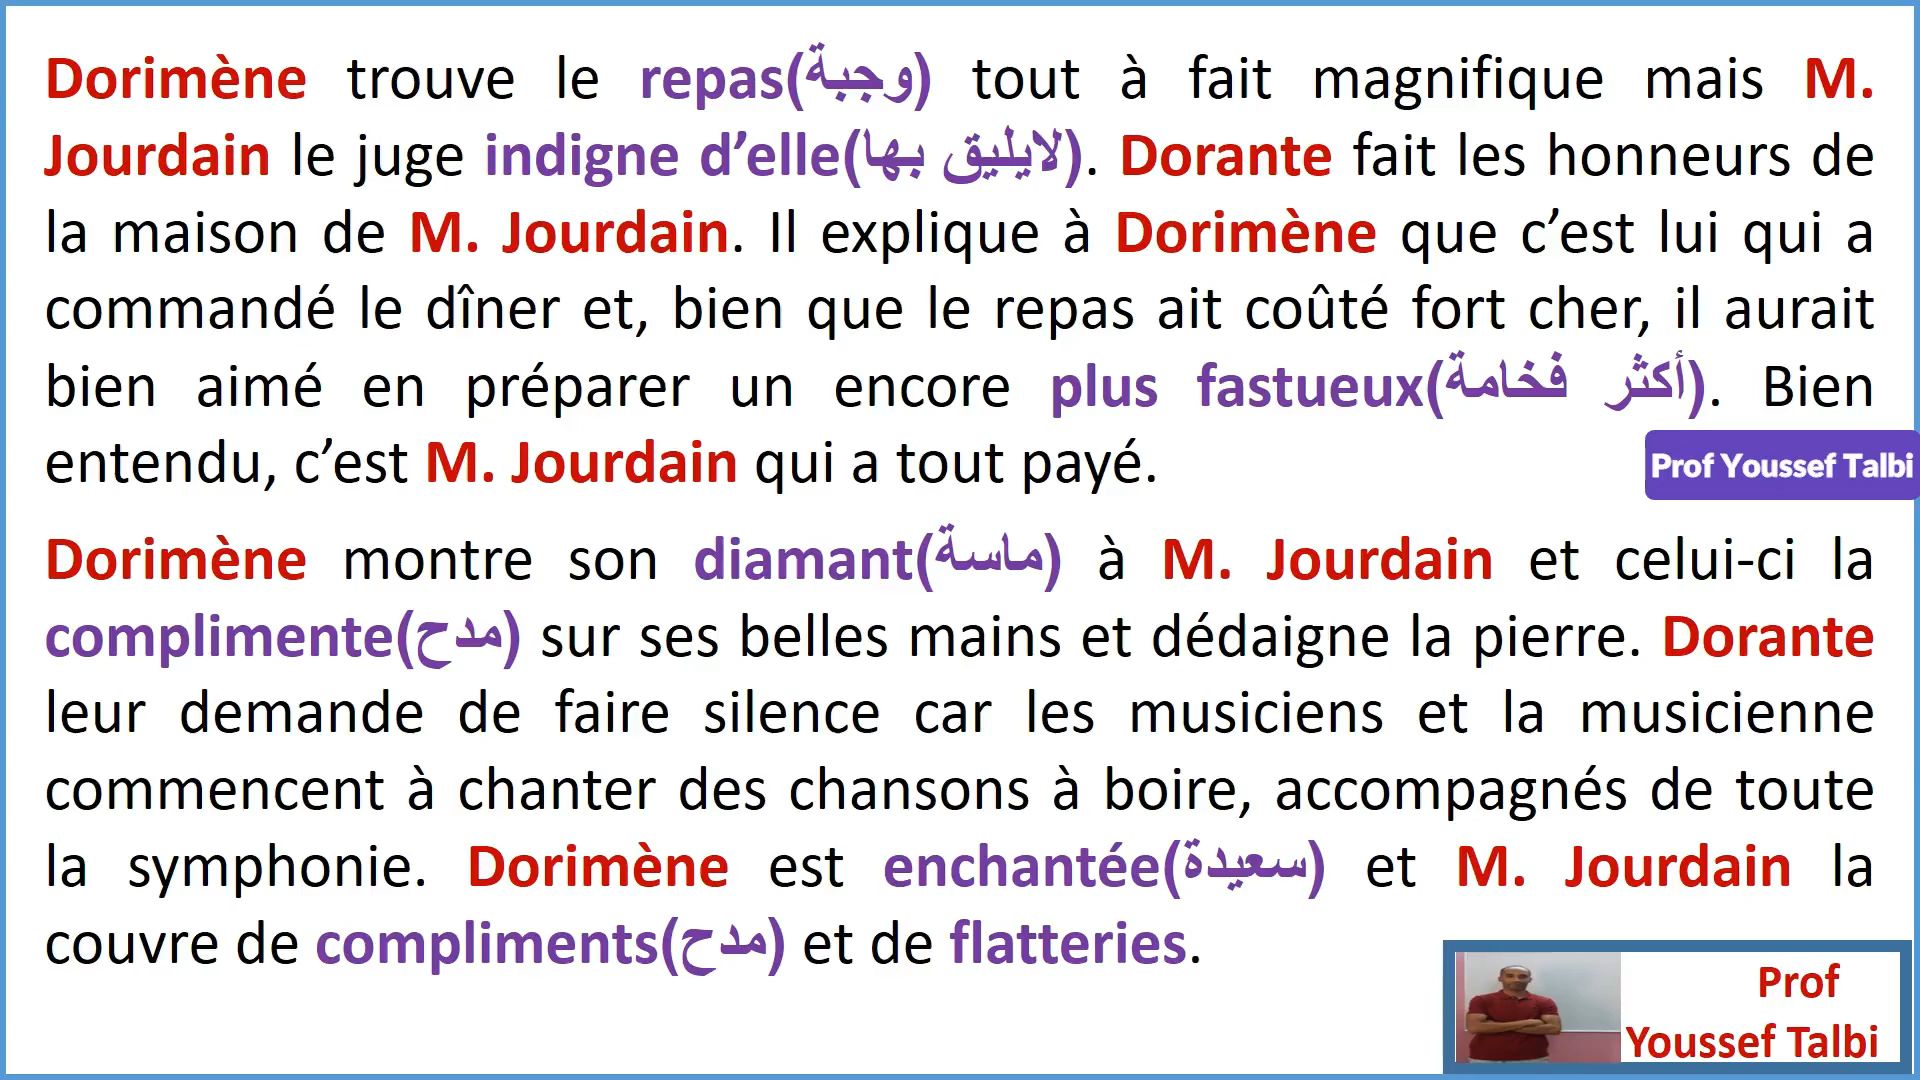 Dorimène trouve le repas(وجبة) tout à fait magnifique mais M.
Jourdain le juge indigne d’elle(لايليق بها). Dorante fait les honneurs de
la maison de M. Jourdain. Il explique à Dorimène que c’est lui qui a
commandé le dîner et, bien que le repas ait coûté fort cher, il aurait
bien aimé en préparer un encore plus fastueux(أكثر فخامة). Bien
entendu, c’est M. Jourdain qui a tout payé.
Prof Youssef Talbi
Dorimène montre son diamant(ماسة) à M. Jourdain et celui-ci la
complimente(مدح) sur ses belles mains et dédaigne la pierre. Dorante
leur demande de faire silence car les musiciens et la musicienne
commencent à chanter des chansons à boire, accompagnés de toute
la symphonie. Dorimène est enchantée(سعيدة) et M. Jourdain la
couvre de compliments(مدح) et de flatteries.
Prof
Youssef Talbi